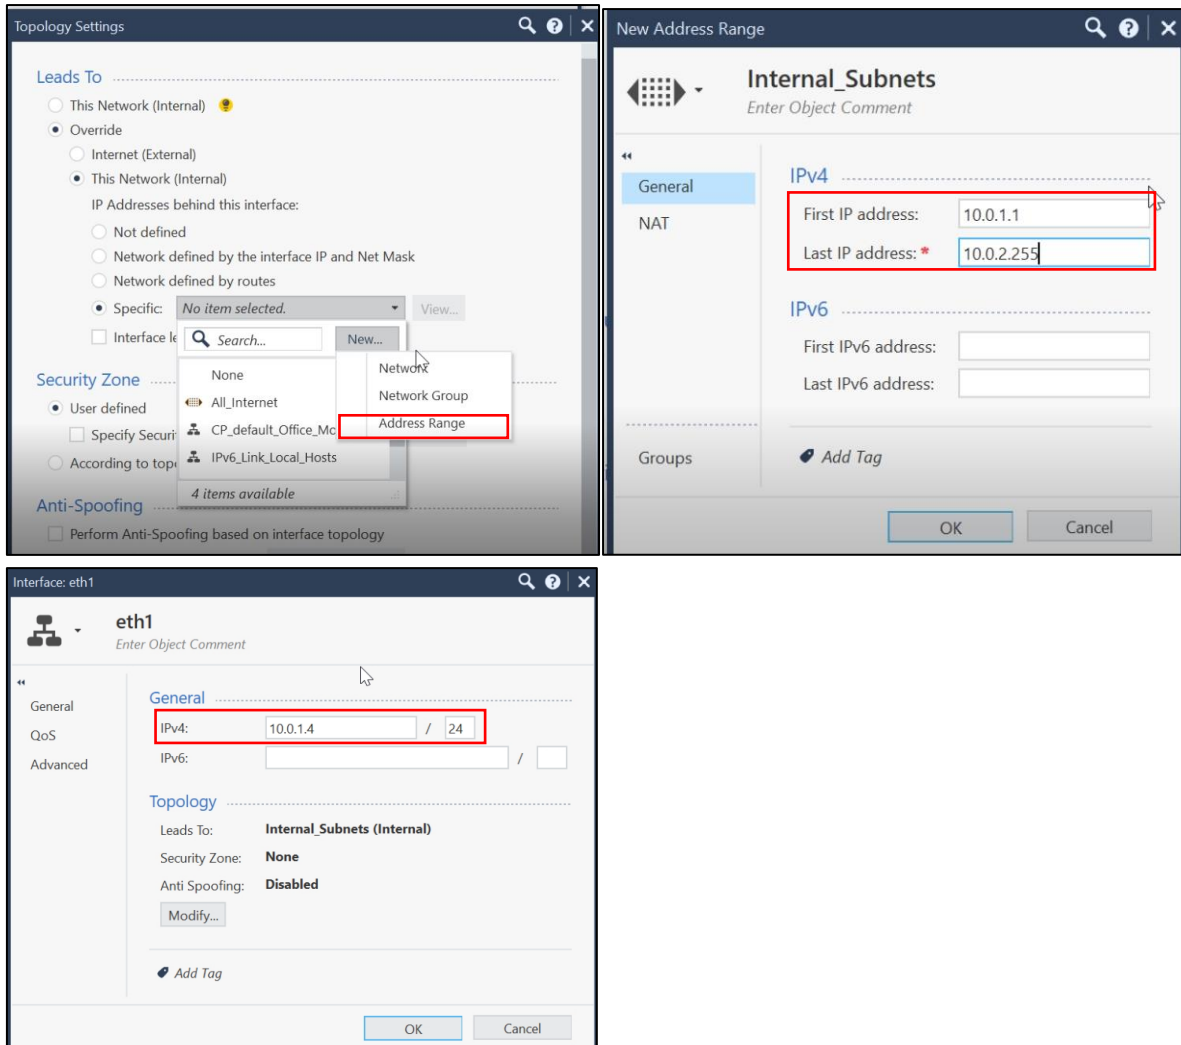 Topology Settings
Leads To
This Network (Internal)
Override
Internet (External)
This Network (Internal)
IP Addresses behind this interface:
Not defined
Network defined by the interface IP and Net Mask
Network defined by routes
Specific: No item selected. View...
Interface le
Search... New...
None
All_Internet
CP_default_Office_Mo
IPv6_Link_Local_Hosts
4 items available
Network
Network Group
Address Range
Security Zone
User defined
Specify Securi
According to topo
Anti-Spoofing
Perform Anti-Spoofing based on interface topology
New Address Range
Internal_Subnets
Enter Object Comment
General
NAT
Groups
IPv4
First IP address: 10.0.1.1
Last IP address: * 10.0.2.255
IPv6
First IPv6 address:
Last IPv6 address:
Add Tag
OK Cancel
Interface: eth1
eth1
Enter Object Comment
General
QoS
Advanced
General
IPv4: 10.0.1.4 / 24
IPv6: /
Topology
Leads To: Internal_Subnets (Internal)
Security Zone: None
Anti Spoofing: Disabled
Modify...
Add Tag
OK Cancel